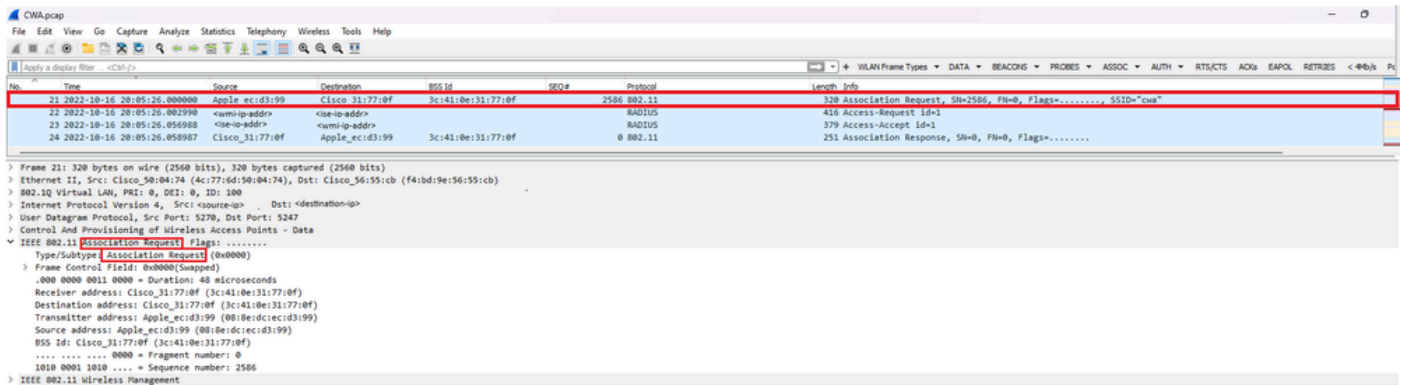 CWA.pcap
File Edit View Go Capture Analyze Statistics Telephony Wireless Tools Help
Apply a display filter ... <Ctrl-/> + WLAN Frame Types DATA BEACONS PROBES ASSOC AUTH RTS/CTS ACKs EAPOL RETRIES < 4Mb/s
No. Time Source Destination BSS Id SEQ# Protocol Length Info
21 2022-10-16 20:05:26.000000 Apple_ec:d3:99 Cisco_31:77:0f 3c:41:0e:31:77:0f 2586 802.11 320 Association Request, SN=2586, FN=0, Flags=........, SSID="cwa"
22 2022-10-16 20:05:26.002990 <wmi-ip-addr> <ise-ip-addr> RADIUS 416 Access-Request id=1
23 2022-10-16 20:05:26.056988 <ise-ip-addr> <wmi-ip-addr> RADIUS 379 Access-Accept id=1
24 2022-10-16 20:05:26.058987 Cisco_31:77:0f Apple_ec:d3:99 3c:41:0e:31:77:0f 0 802.11 251 Association Response, SN=0, FN=0, Flags=........
> Frame 21: 320 bytes on wire (2560 bits), 320 bytes captured (2560 bits)
> Ethernet II, Src: Cisco_50:04:74 (4c:77:6d:50:04:74), Dst: Cisco_56:55:cb (f4:bd:9e:56:55:cb)
> 802.1Q Virtual LAN, PRI: 0, DEI: 0, ID: 100
> Internet Protocol Version 4, Src: <source-ip> , Dst: <destination-ip>
> User Datagram Protocol, Src Port: 5270, Dst Port: 5247
> Control And Provisioning of Wireless Access Points - Data
IEEE 802.11 Association Request, Flags: ........
Type/Subtype: Association Request (0x0000)
> Frame Control Field: 0x0000(Swapped)
.000 0000 0011 0000 = Duration: 48 microseconds
Receiver address: Cisco_31:77:0f (3c:41:0e:31:77:0f)
Destination address: Cisco_31:77:0f (3c:41:0e:31:77:0f)
Transmitter address: Apple_ec:d3:99 (08:8e:dc:ec:d3:99)
Source address: Apple_ec:d3:99 (08:8e:dc:ec:d3:99)
BSS Id: Cisco_31:77:0f (3c:41:0e:31:77:0f)
.... .... .... 0000 = Fragment number: 0
1010 0001 1010 .... = Sequence number: 2586
> IEEE 802.11 Wireless Management